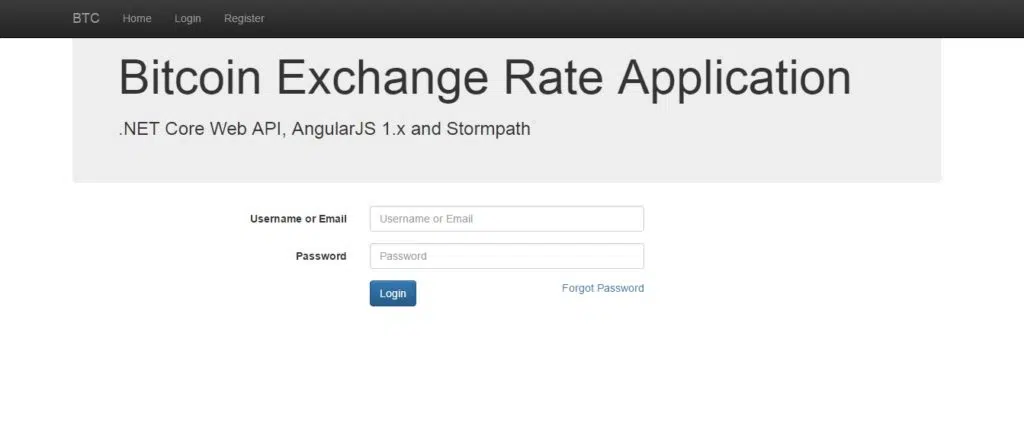 BTC Home Login Register
Bitcoin Exchange Rate Application
.NET Core Web API, AngularJS 1.x and Stormpath
Username or Email Username or Email
Password Password
Login Forgot Password